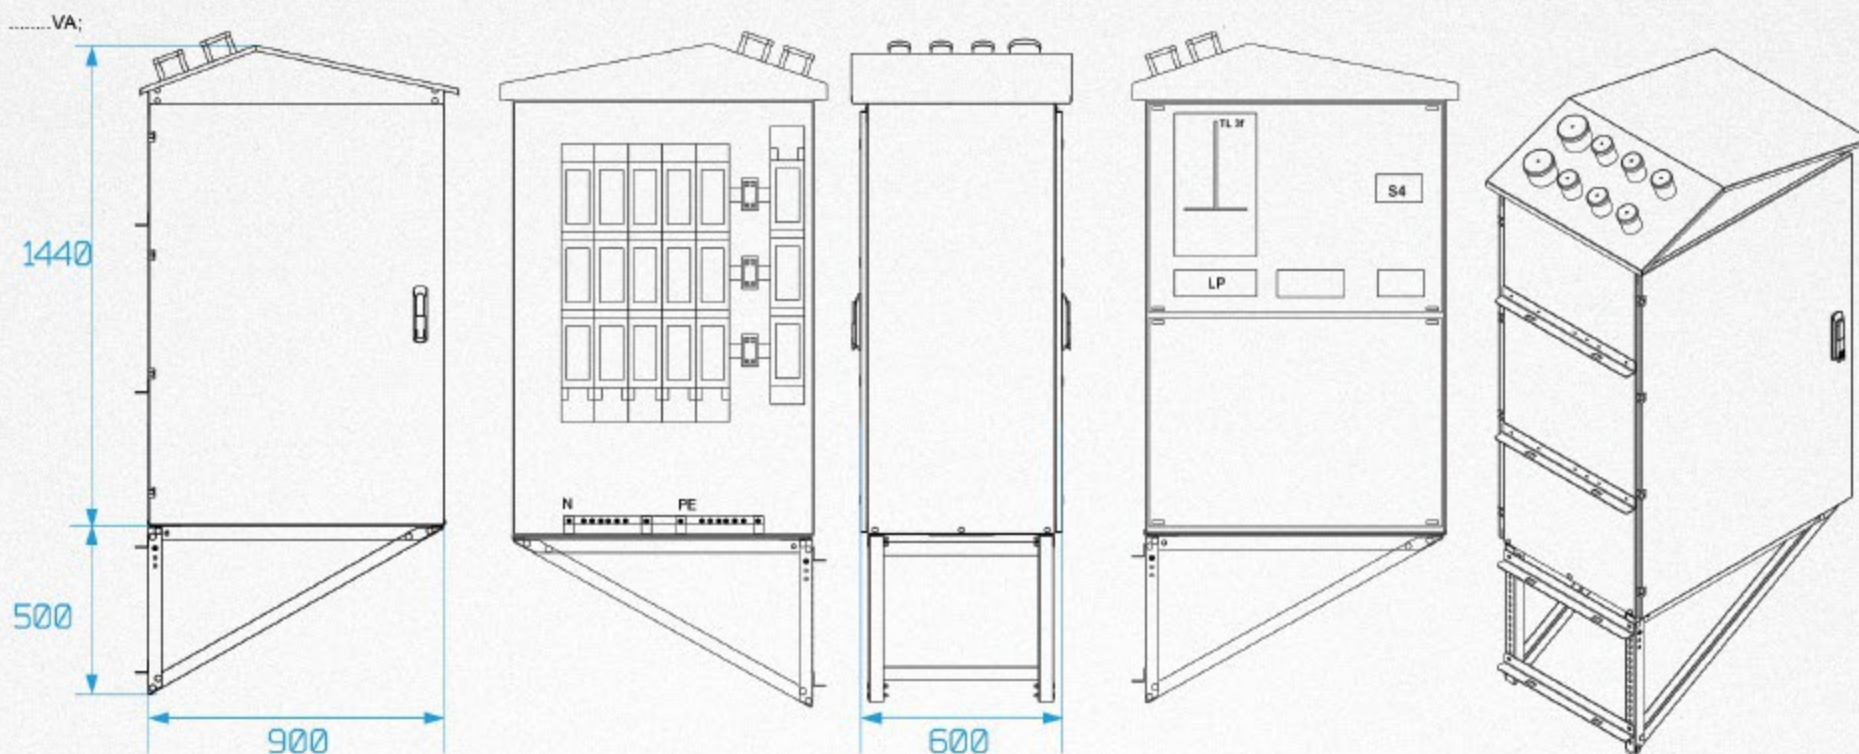 .........VA;
TL 3f
S4
1440
LP
N PE
500
900
600